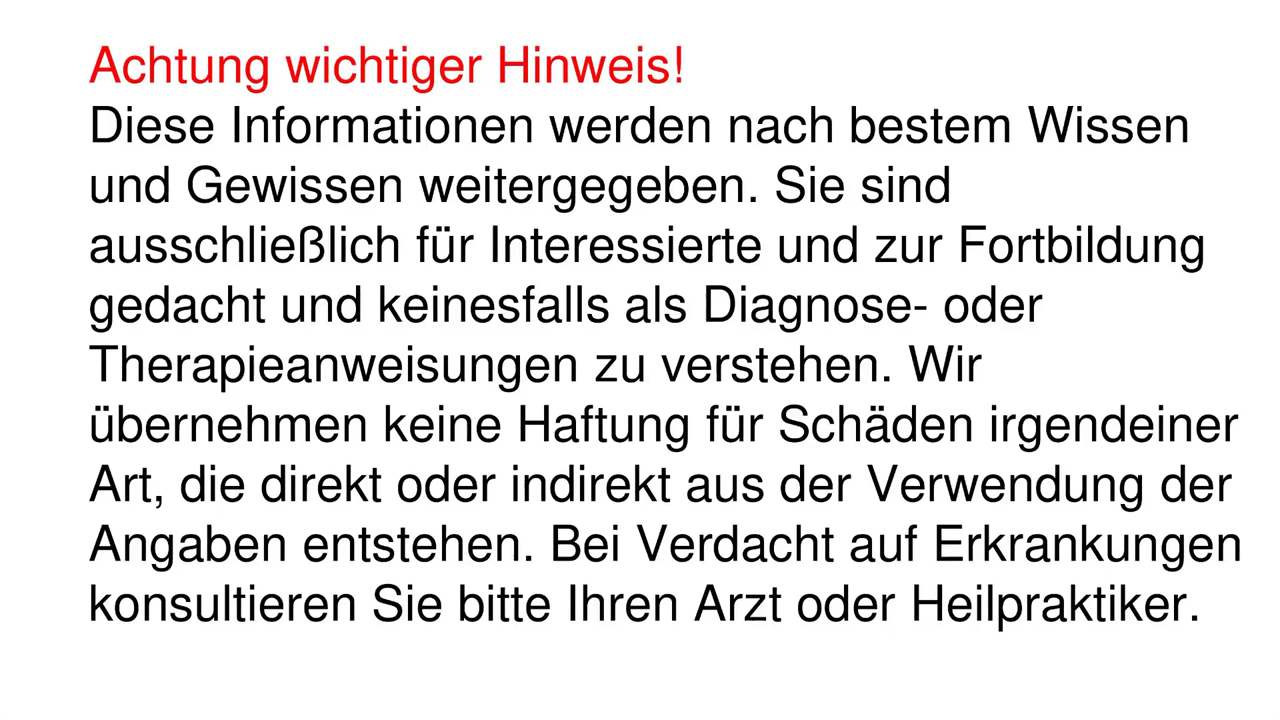 Achtung wichtiger Hinweis!
Diese Informationen werden nach bestem Wissen
und Gewissen weitergegeben. Sie sind
ausschließlich für Interessierte und zur Fortbildung
gedacht und keinesfalls als Diagnose- oder
Therapieanweisungen zu verstehen. Wir
übernehmen keine Haftung für Schäden irgendeiner
Art, die direkt oder indirekt aus der Verwendung der
Angaben entstehen. Bei Verdacht auf Erkrankungen
konsultieren Sie bitte Ihren Arzt oder Heilpraktiker.